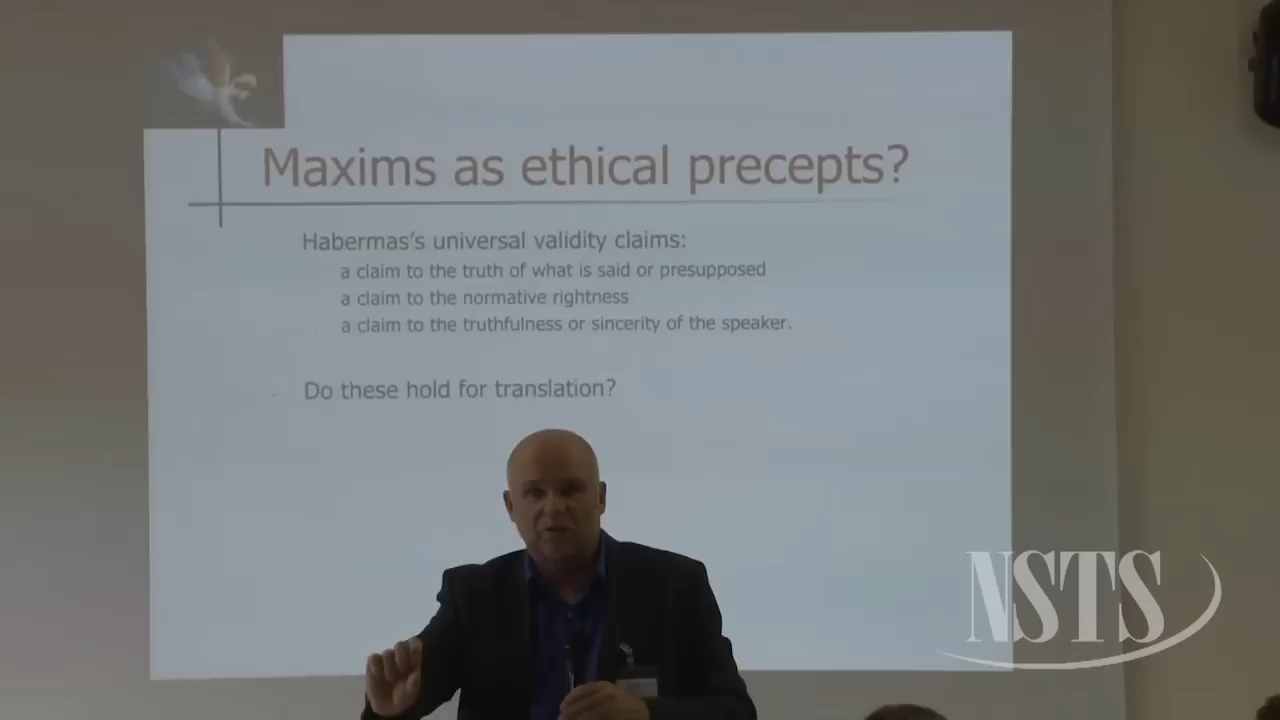 Maxims as ethical precepts?
Habermas's universal validity claims:
a claim to the truth of what is said or presupposed
a claim to the normative rightness
a claim to the truthfulness or sincerity of the speaker.
Do these hold for translation?
NSTS